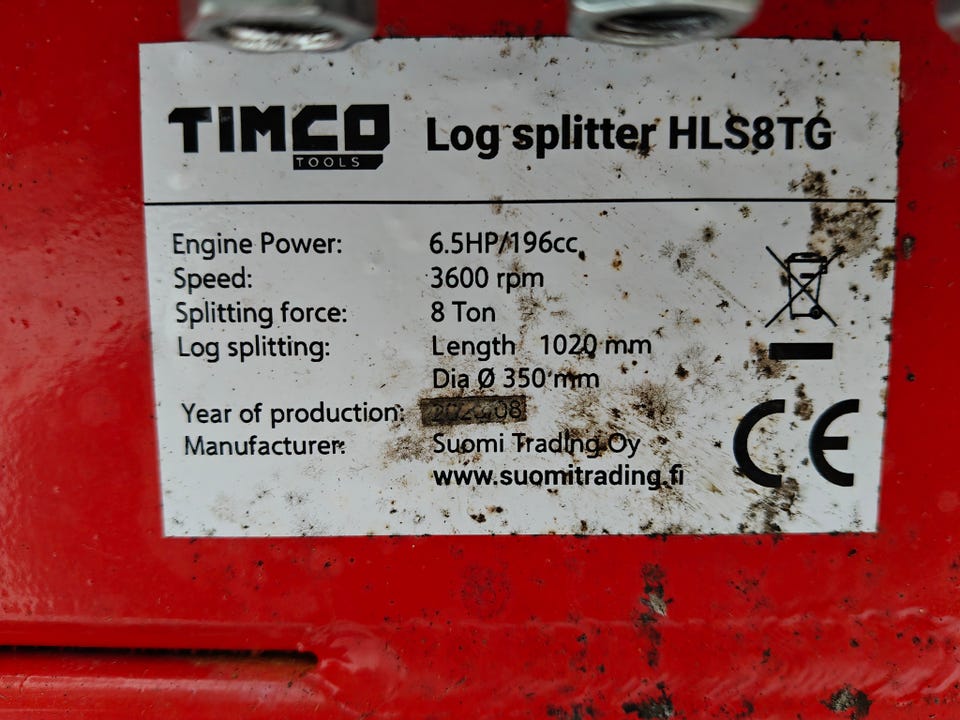 TIMCO
TOOLS
Log splitter HLS8TG
Engine Power: 6.5HP/196cc
Speed: 3600 rpm
Splitting force: 8 Ton
Log splitting: Length 1020 mm
Dia Ø 350 mm
Year of production:
Manufacturer: Suomi Trading Oy
www.suomitrading.fi
CE